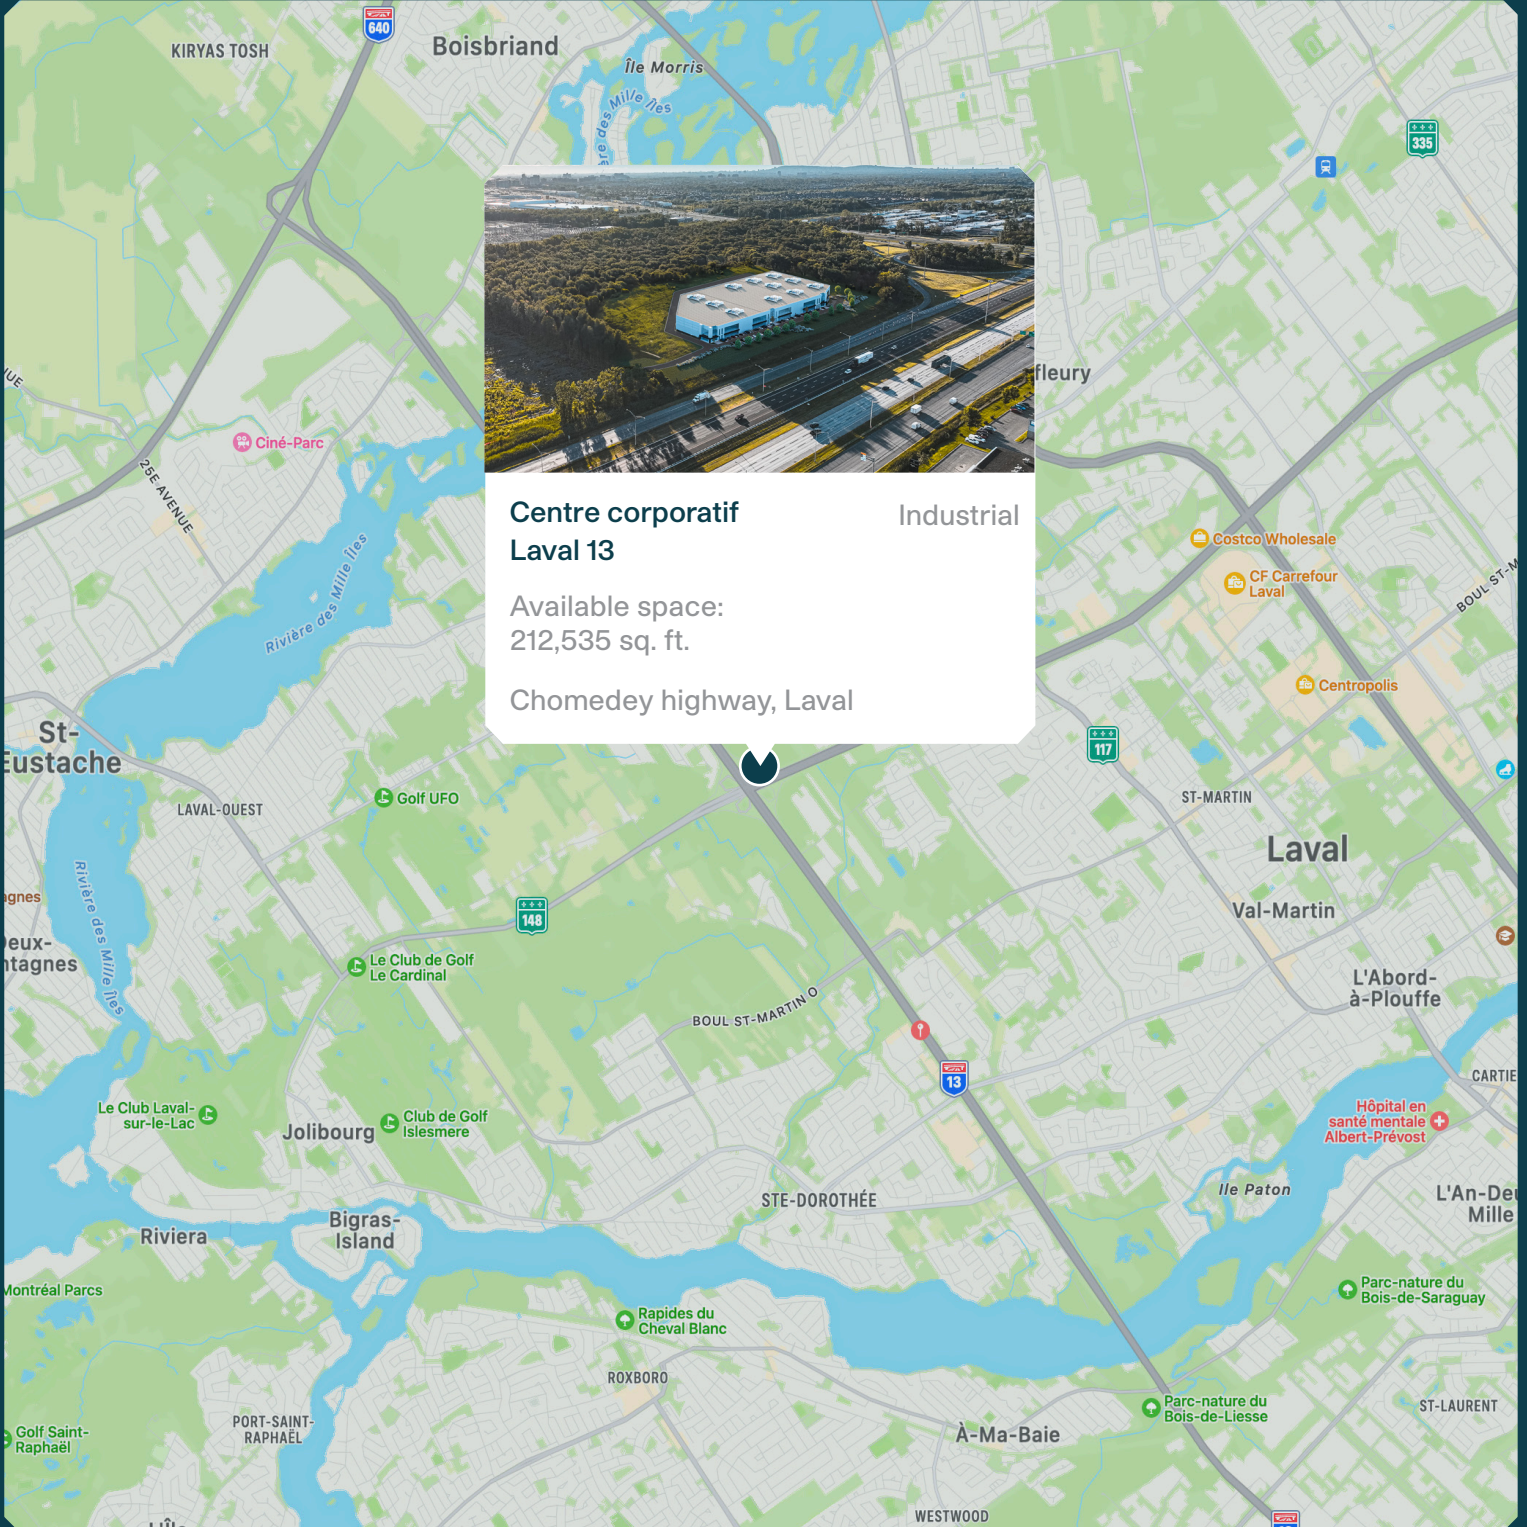 640
KIRYAS TOSH
Boisbriand
Île Morris
Mille Îles
335
fleury
Ciné-Parc
25E AVENUE
Rivière des Mille Îles
Centre corporatif
Laval 13
Industrial
Available space:
212,535 sq. ft.
Chomedey highway, Laval
Costco Wholesale
CF Carrefour
Laval
BOUL ST-M
Centropolis
117
St-
Eustache
LAVAL-OUEST
Golf UFO
ST-MARTIN
Laval
Val-Martin
Rivière des Mille Îles
agnes
148
Le Club de Golf
Le Cardinal
L'Abord-
à-Plouffe
BOUL ST-MARTIN O
13
CARTIE
Le Club Laval-
sur-le-Lac
Jolibourg
Club de Golf
Islesmere
Hôpital en
santé mentale
Albert-Prévost
STE-DOROTHÉE
Ile Paton
L'An-De
Mille
Riviera
Bigras-
Island
Montréal Parcs
Rapides du
Cheval Blanc
Parc-nature du
Bois-de-Saraguay
ROXBORO
Parc-nature du
Bois-de-Liesse
ST-LAURENT
PORT-SAINT-
RAPHAËL
Golf Saint-
Raphaël
À-Ma-Baie
WESTWOOD